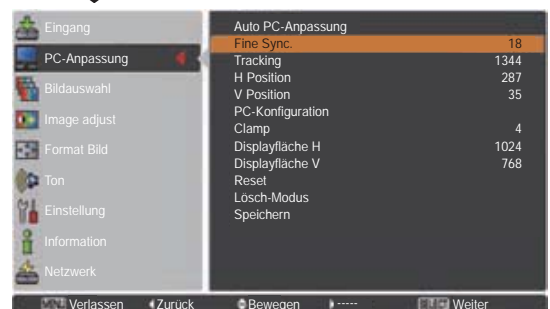 Eingang
PC-Anpassung
Bildauswahl
Image adjust
Format Bild
Ton
Einstellung
Information
Netzwerk
Auto PC-Anpassung
Fine Sync. 18
Tracking 1344
H Position 287
V Position 35
PC-Konfiguration
Clamp 4
Displayfläche H 1024
Displayfläche V 768
Reset
Lösch-Modus
Speichern
Verlassen Zurück Bewegen ----- Weiter